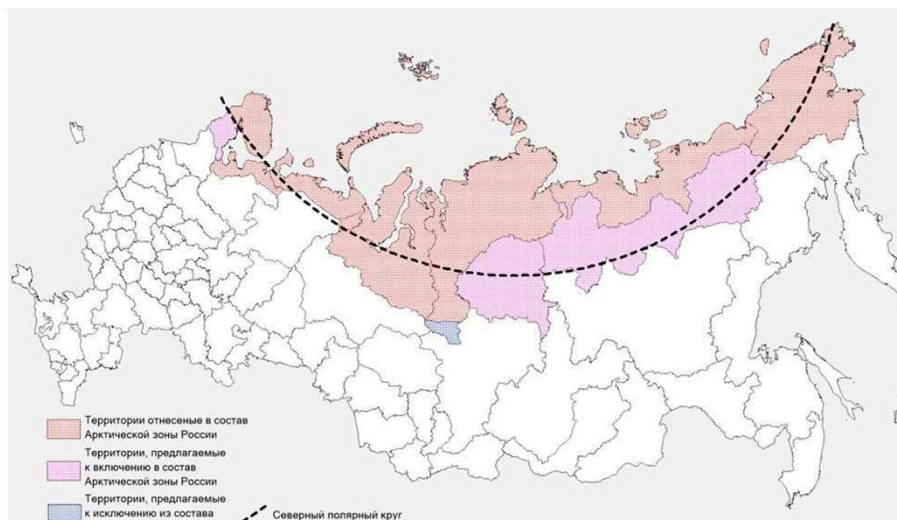 Территории отнесеные в состав
Арктической зоны России
Территории, предлагаемые
к включению в состав
Арктической зоны России
Территории, предлагаемые
к исключению из состава
Северный полярный круг